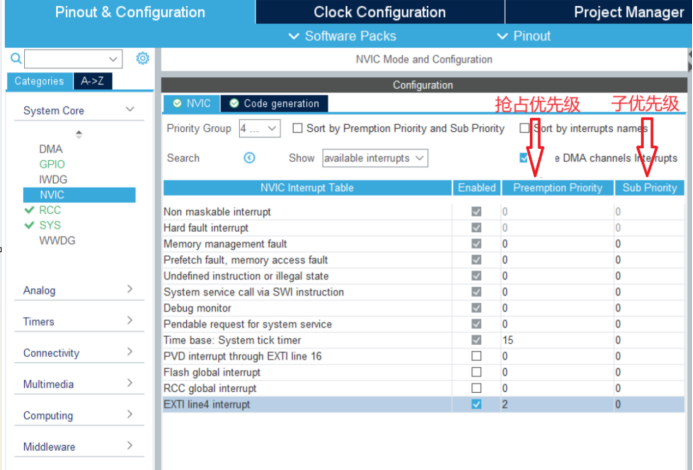 Pinout & Configuration
Clock Configuration
Project Manager
Software Packs
Pinout
NVIC Mode and Configuration
Categories
A->Z
System Core
DMA
GPIO
IWDG
NVIC
RCC
SYS
WWDG
Analog
Timers
Connectivity
Multimedia
Computing
Middleware
Configuration
NVIC
Code generation
抢占优先级
子优先级
Priority Group
4 ...
Sort by Premption Priority and Sub Priority
Sort by interrupts names
Search
Show
available interrupts
e DMA channels Interrupts
NVIC Interrupt Table Enabled Preemption Priority Sub Priority
Non maskable interrupt 0 0
Hard fault interrupt 0 0
Memory management fault 0 0
Prefetch fault, memory access fault 0 0
Undefined instruction or illegal state 0 0
System service call via SWI instruction 0 0
Debug monitor 0 0
Pendable request for system service 0 0
Time base: System tick timer 15 0
PVD interrupt through EXTI line 16 0 0
Flash global interrupt 0 0
RCC global interrupt 0 0
EXTI line4 interrupt 2 0